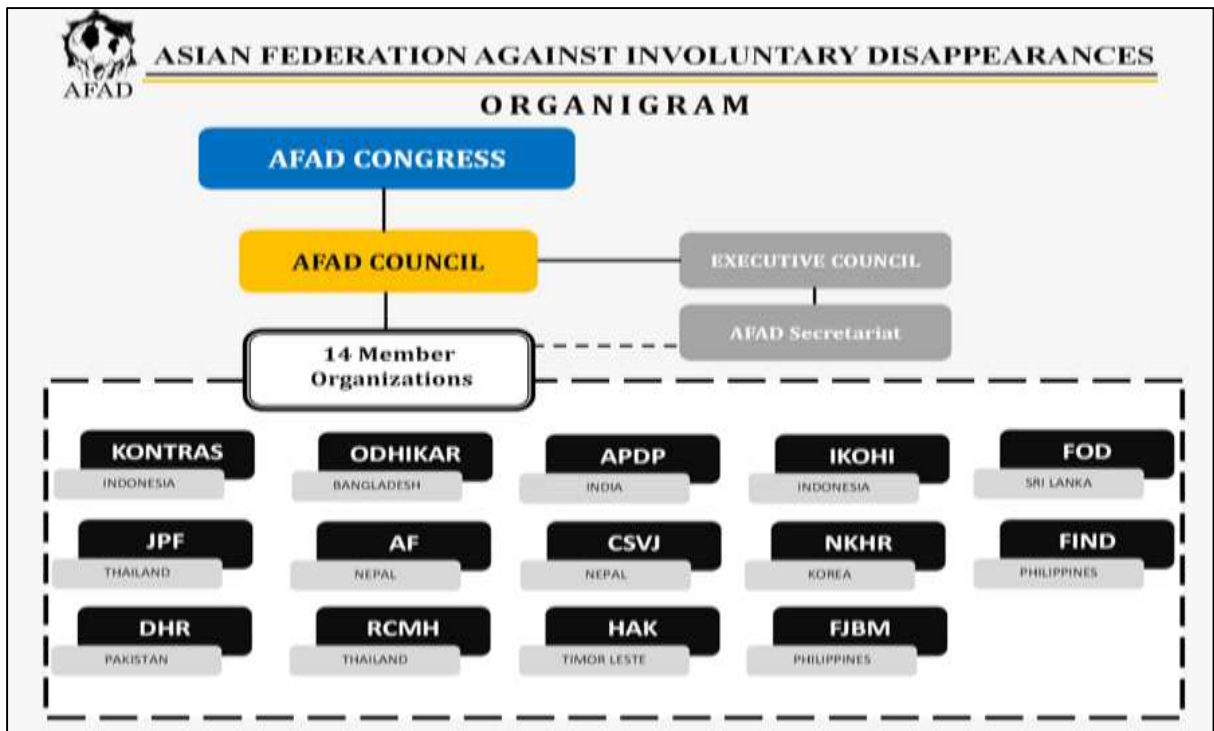 AFAD
ASIAN FEDERATION AGAINST INVOLUNTARY DISAPPEARANCES
ORGANIGRAM
AFAD CONGRESS
AFAD COUNCIL
EXECUTIVE COUNCIL
AFAD Secretariat
14 Member
Organizations
KONTRAS
INDONESIA
ODHIKAR
BANGLADESH
APDP
INDIA
IKOHI
INDONESIA
FOD
SRI LANKA
JPF
THAILAND
AF
NEPAL
CSVJ
NEPAL
NKHR
KOREA
FIND
PHILIPPINES
DHR
PAKISTAN
RCMH
THAILAND
HAK
TIMOR LESTE
FJBM
PHILIPPINES